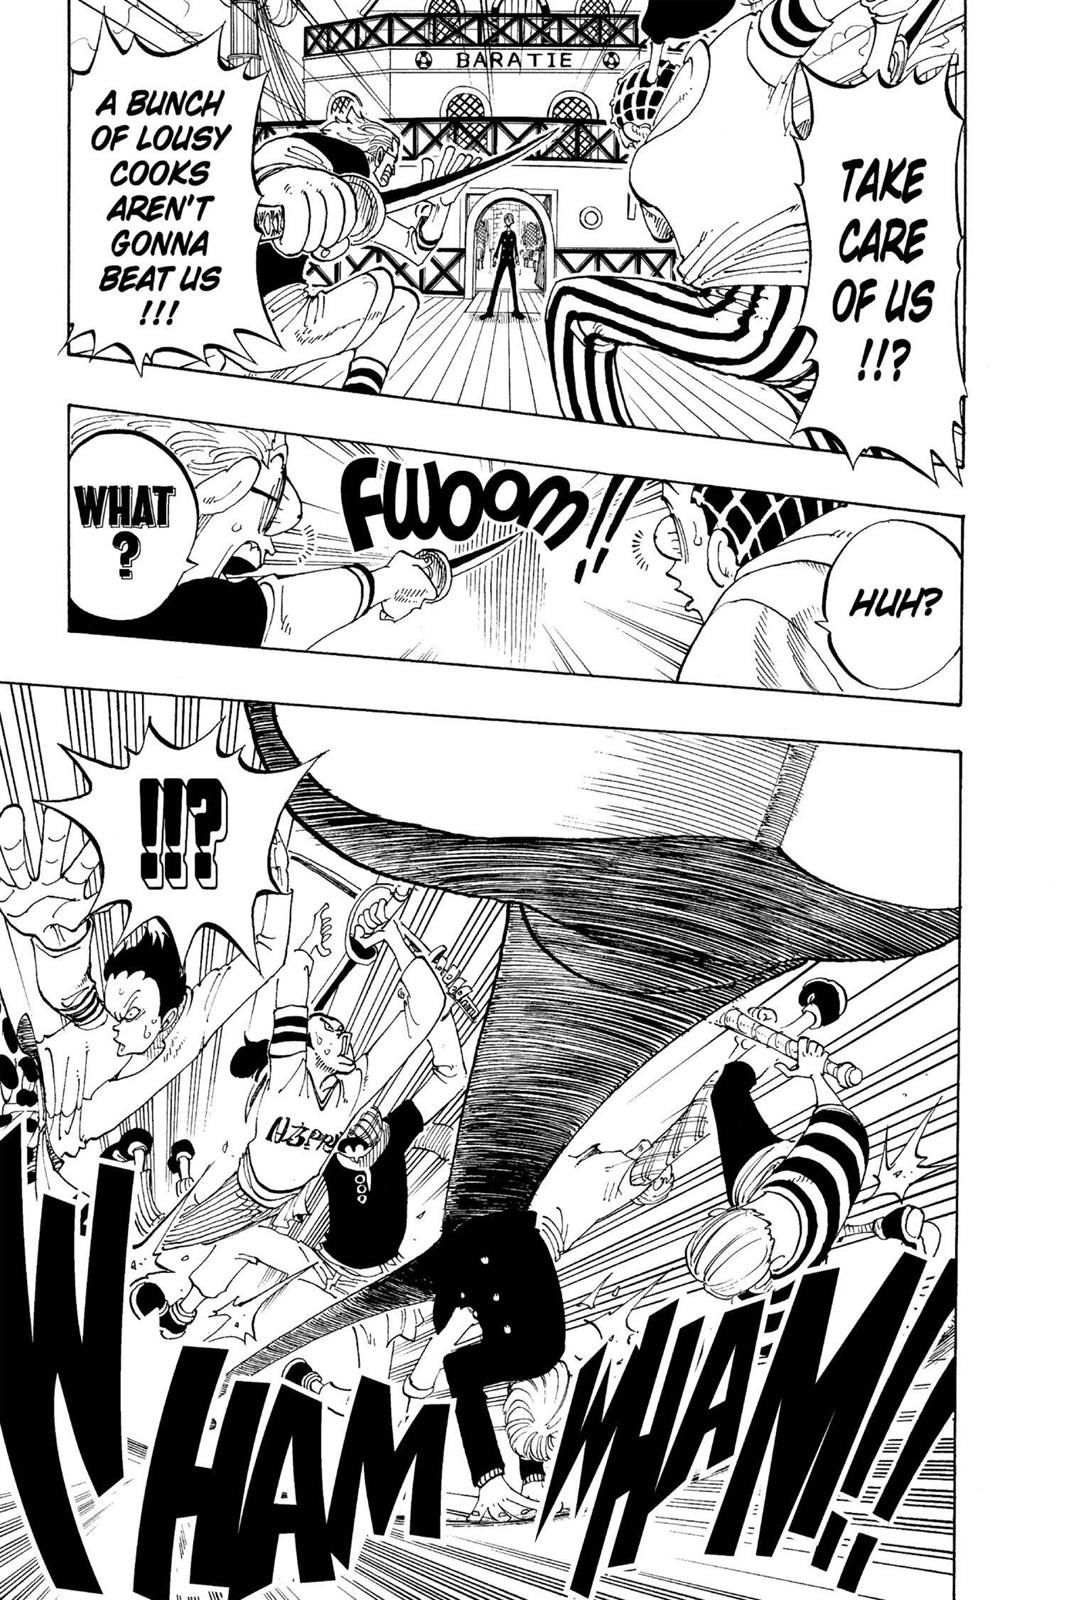 BARATIE
TAKE
CARE
OF US
!!?
A BUNCH
OF LOUSY
COOKS
AREN'T
GONNA
BEAT US
!!!
HUH?
FWOOM!!
WHAT
?
!!!?
WHAM
WHAM!!